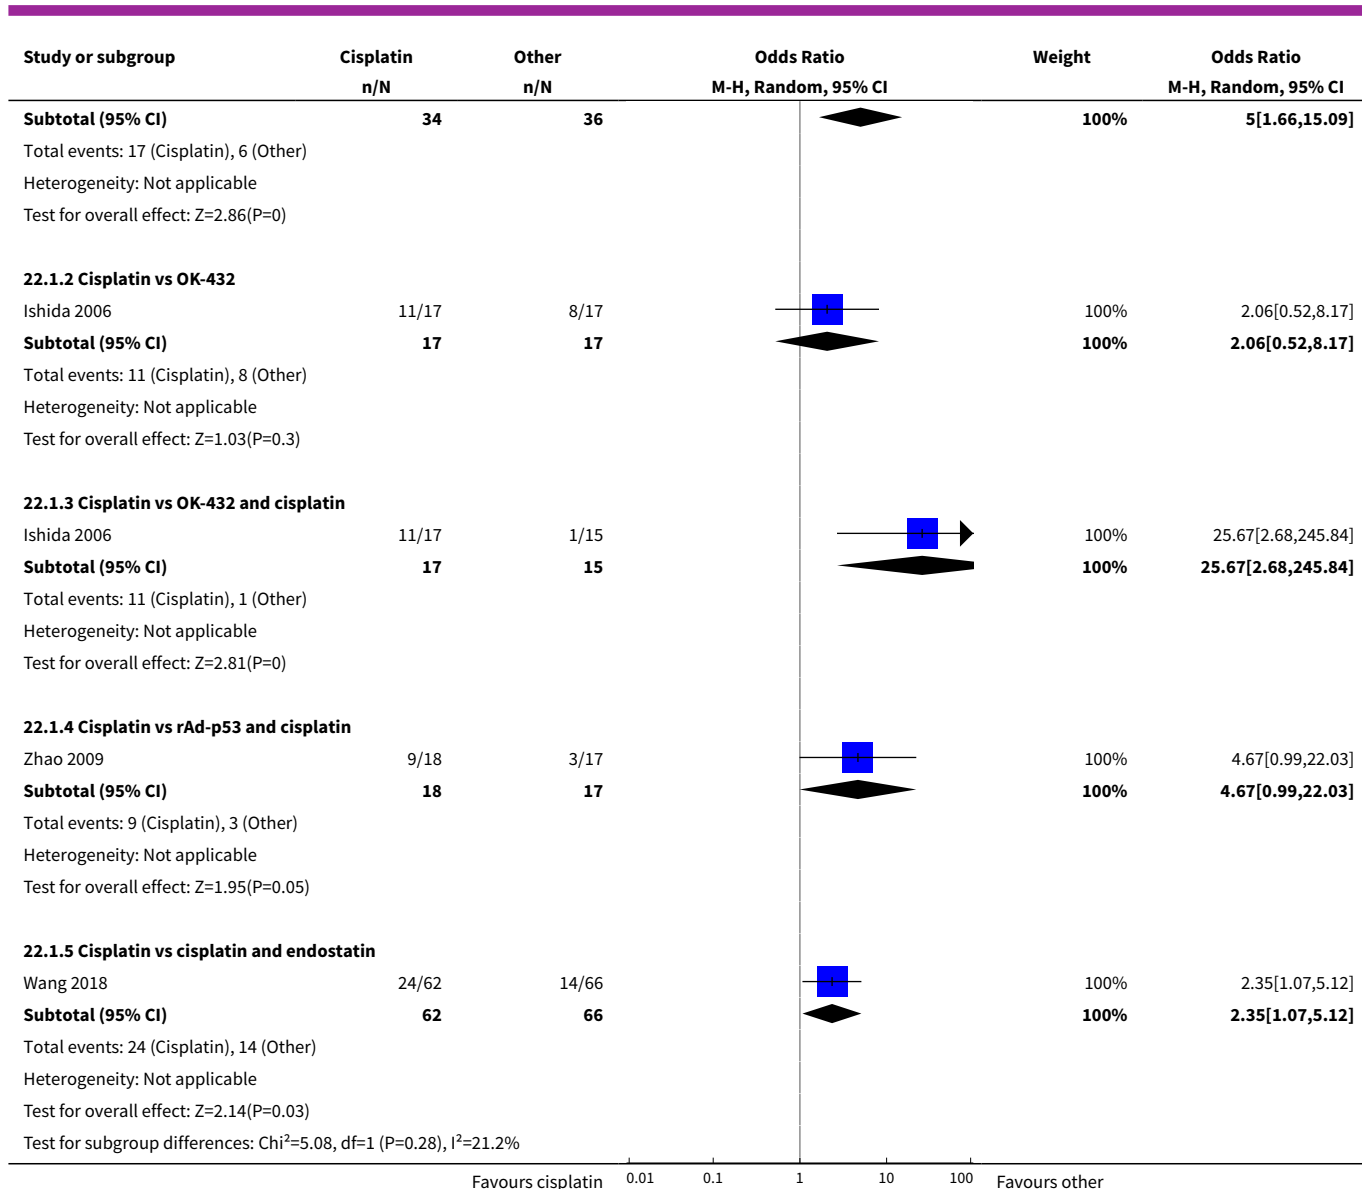 Study or subgroup Cisplatin Other Odds Ratio Weight Odds Ratio
n/N n/N M-H, Random, 95% CI M-H, Random, 95% CI
Subtotal (95% CI) 34 36 100% 5[1.66,15.09]
Total events: 17 (Cisplatin), 6 (Other)
Heterogeneity: Not applicable
Test for overall effect: Z=2.86(P=0)
22.1.2 Cisplatin vs OK-432
Ishida 2006 11/17 8/17 100% 2.06[0.52,8.17]
Subtotal (95% CI) 17 17 100% 2.06[0.52,8.17]
Total events: 11 (Cisplatin), 8 (Other)
Heterogeneity: Not applicable
Test for overall effect: Z=1.03(P=0.3)
22.1.3 Cisplatin vs OK-432 and cisplatin
Ishida 2006 11/17 1/15 100% 25.67[2.68,245.84]
Subtotal (95% CI) 17 15 100% 25.67[2.68,245.84]
Total events: 11 (Cisplatin), 1 (Other)
Heterogeneity: Not applicable
Test for overall effect: Z=2.81(P=0)
22.1.4 Cisplatin vs rAd-p53 and cisplatin
Zhao 2009 9/18 3/17 100% 4.67[0.99,22.03]
Subtotal (95% CI) 18 17 100% 4.67[0.99,22.03]
Total events: 9 (Cisplatin), 3 (Other)
Heterogeneity: Not applicable
Test for overall effect: Z=1.95(P=0.05)
22.1.5 Cisplatin vs cisplatin and endostatin
Wang 2018 24/62 14/66 100% 2.35[1.07,5.12]
Subtotal (95% CI) 62 66 100% 2.35[1.07,5.12]
Total events: 24 (Cisplatin), 14 (Other)
Heterogeneity: Not applicable
Test for overall effect: Z=2.14(P=0.03)
Test for subgroup differences: Chi²=5.08, df=1 (P=0.28), I²=21.2%
Favours cisplatin 0.01 0.1 1 10 100 Favours other